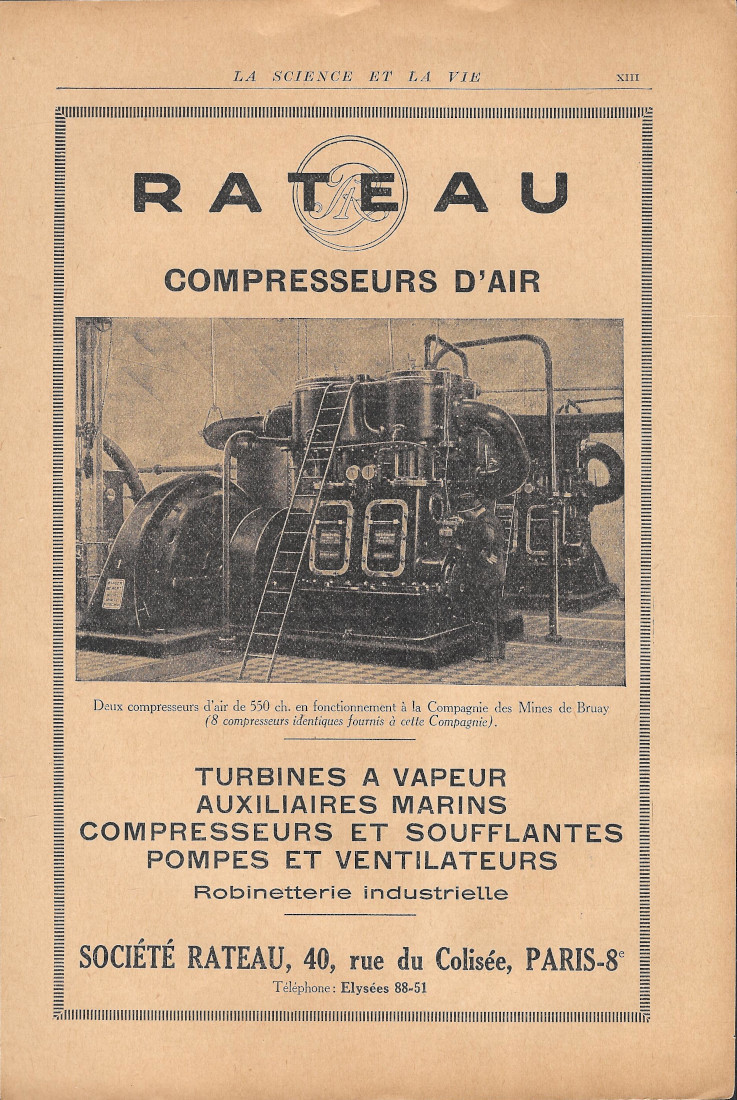 LA SCIENCE ET LA VIE XIII
RATEAU
COMPRESSEURS D'AIR
Deux compresseurs d'air de 550 ch. en fonctionnement à la Compagnie des Mines de Bruay
(8 compresseurs identiques fournis à cette Compagnie).
TURBINES A VAPEUR
AUXILIAIRES MARINS
COMPRESSEURS ET SOUFFLANTES
POMPES ET VENTILATEURS
Robinetterie industrielle
SOCIÉTÉ RATEAU, 40, rue du Colisée, PARIS-8e
Téléphone : Elysées 88-51